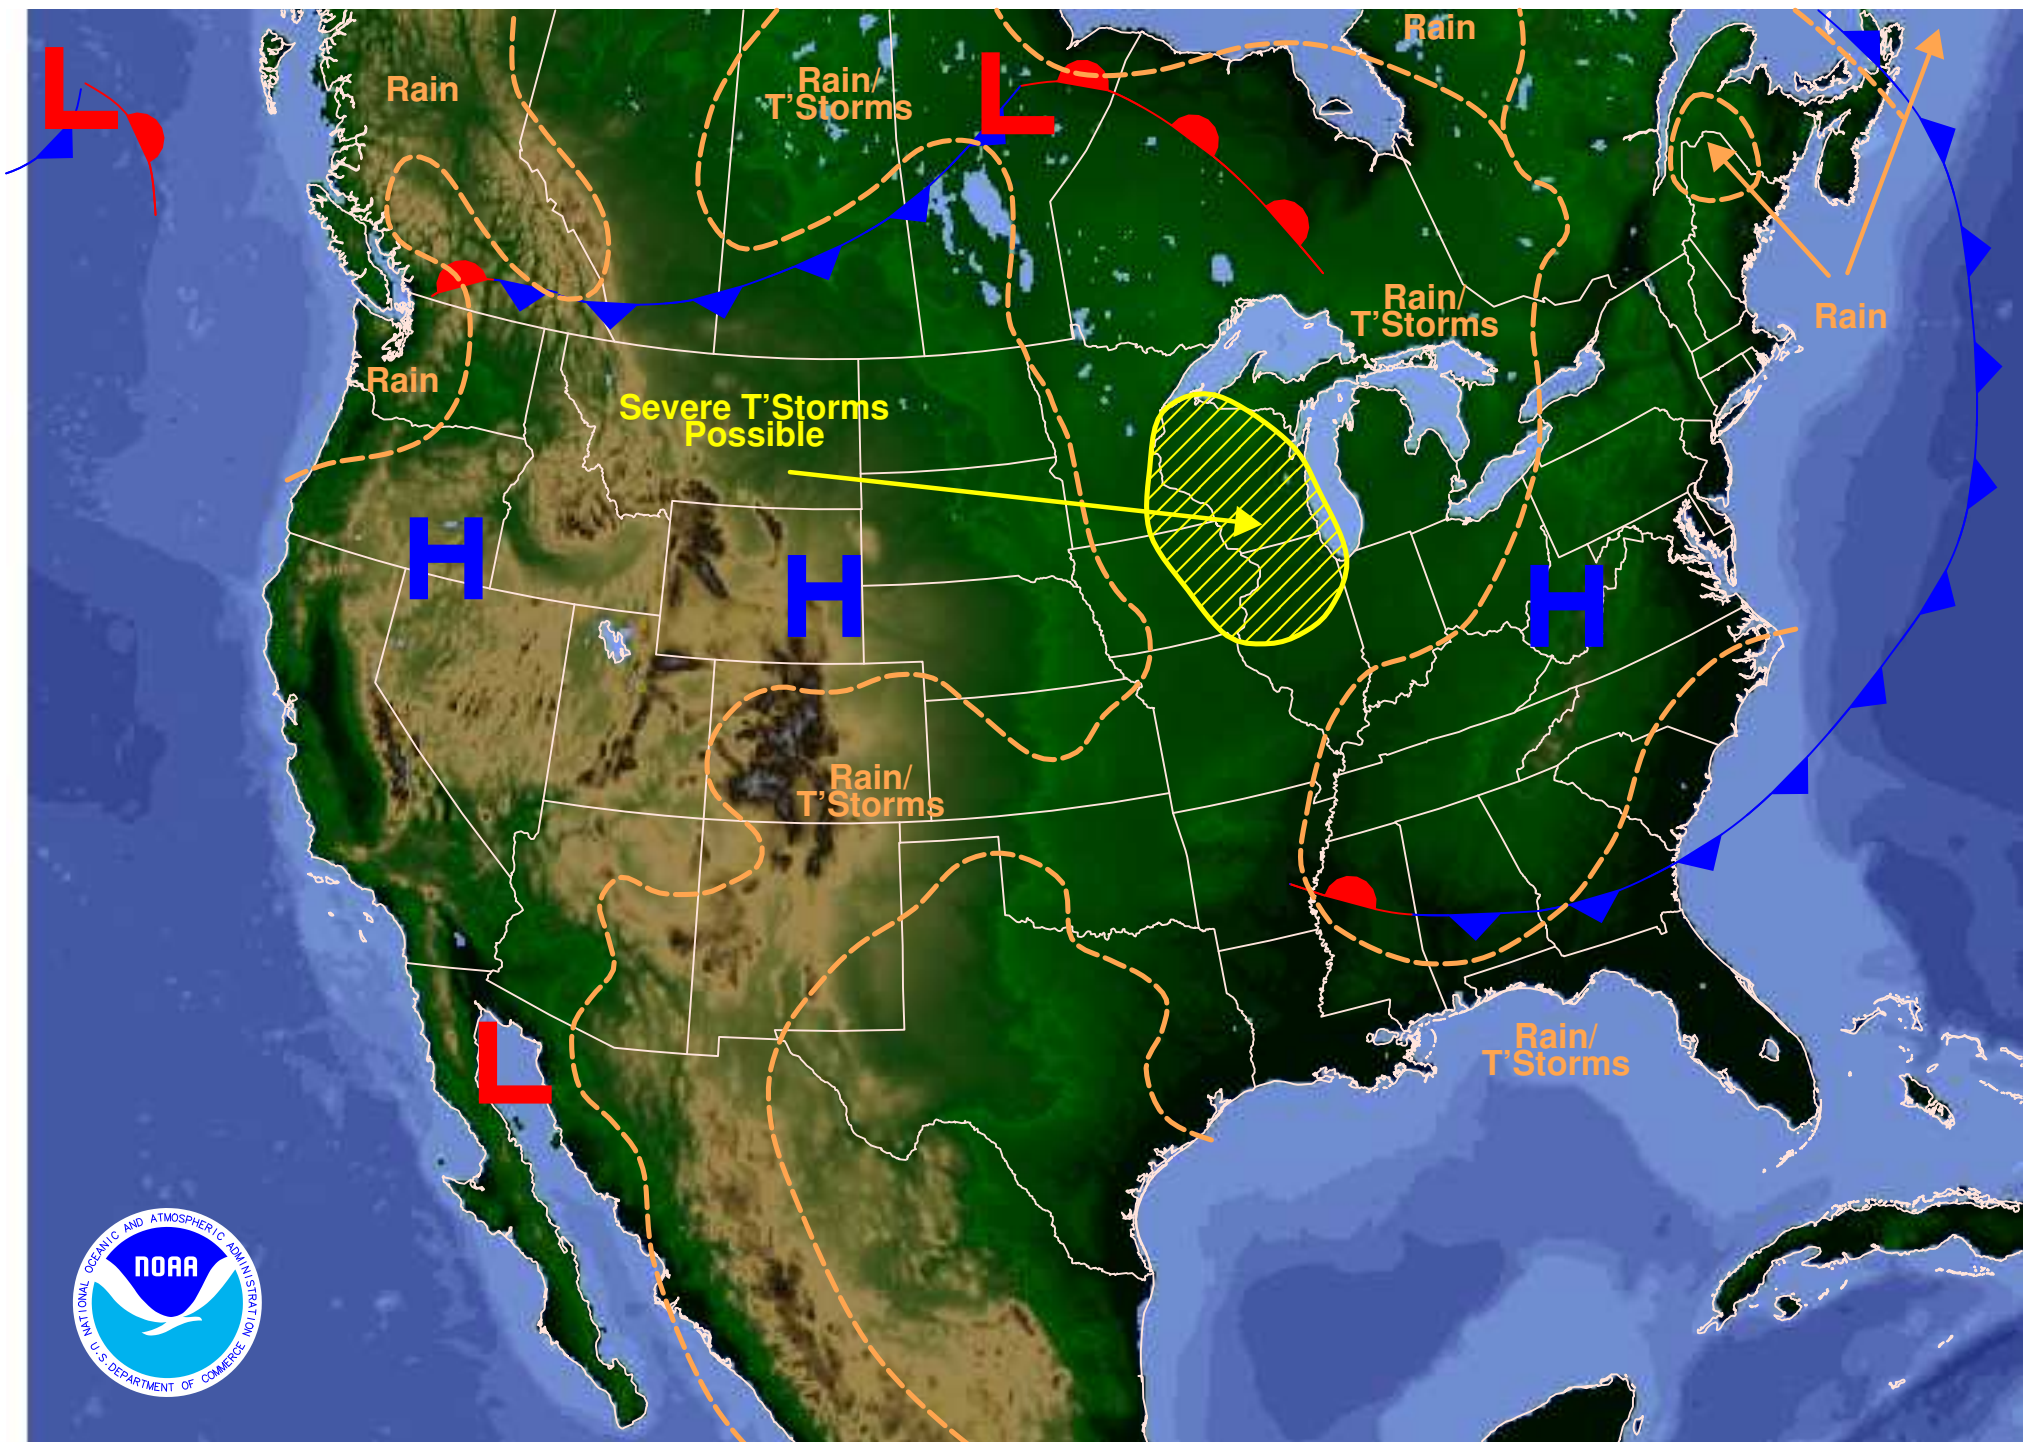 Rain
L
Rain
Rain/
T'Storms
L
Rain/
T'Storms
Rain
Rain
Severe T'Storms
Possible
H
H
H
Rain/
T'Storms
L
Rain/
T'Storms
NATIONAL OCEANIC AND ATMOSPHERIC ADMINISTRATION
NOAA
U.S. DEPARTMENT OF COMMERCE